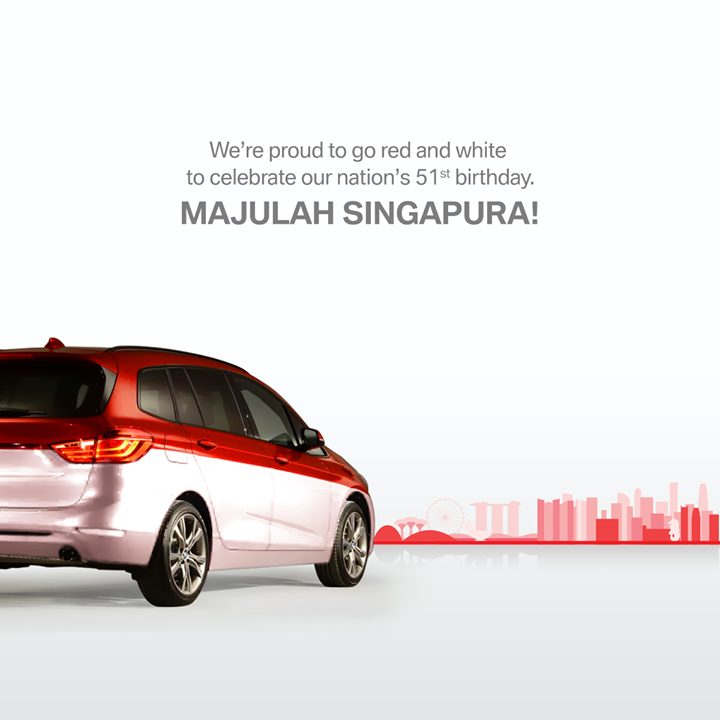 We're proud to go red and white
to celebrate our nation's 51st birthday.
MAJULAH SINGAPURA!